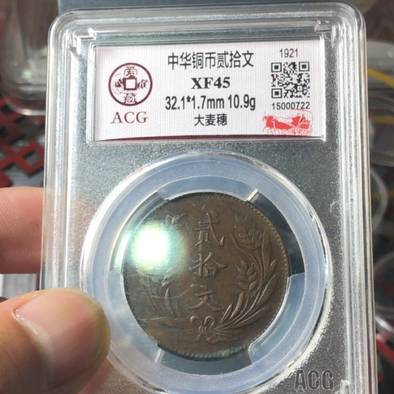 中华铜币贰拾文
1921
XF45
32.1*1.7mm 10.9g
15000722
大麦穗
ACG
贰
拾
文
ACG